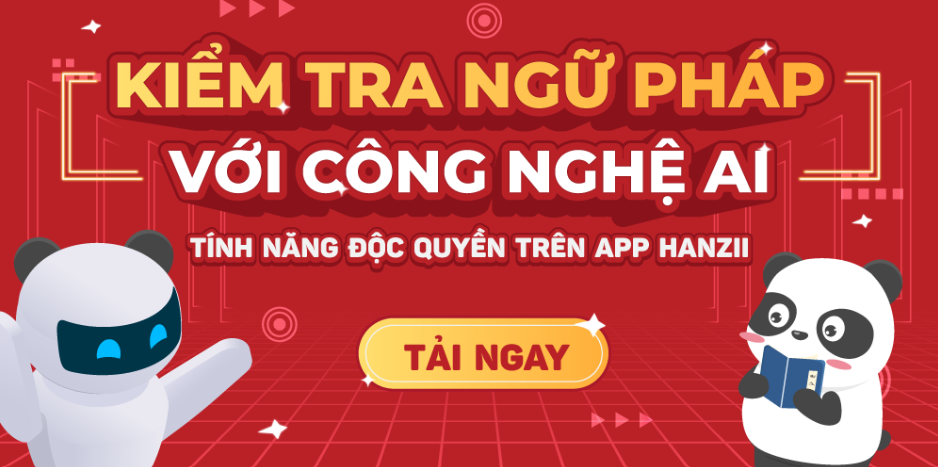 KIỂM TRA NGỮ PHÁP
VỚI CÔNG NGHỆ AI
TÍNH NĂNG ĐỘC QUYỀN TRÊN APP HANZII
TẢI NGAY